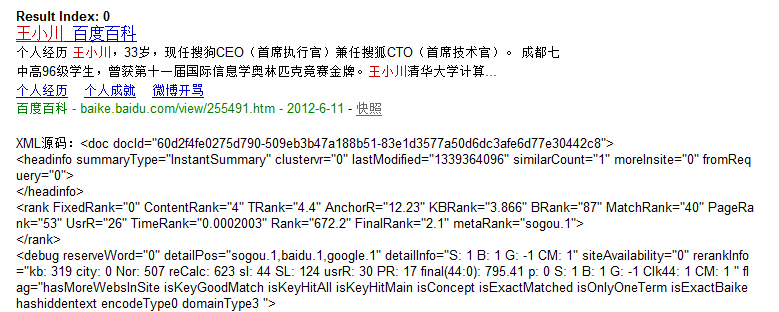 Result Index: 0
王小川_百度百科
个人经历 王小川，33岁，现任搜狗CEO（首席执行官）兼任搜狐CTO（首席技术官）。 成都七
中高96级学生，曾获第十一届国际信息学奥林匹克竞赛金牌。王小川清华大学计算...
个人经历 个人成就 微博开骂
百度百科 - baike.baidu.com/view/255491.htm - 2012-6-11 - 快照
XML源码：<doc docId="60d2f4fe0275d790-509eb3b47a188b51-83e1d3577a50d6dc3afe6d77e30442c8">
<headinfo summaryType="InstantSummary" clustervr="0" lastModified="1339364096" similarCount="1" moreInsite="0" fromReq
uery="0">
</headinfo>
<rank FixedRank="0" ContentRank="4" TRank="4.4" AnchorR="12.23" KBRank="3.866" BRank="87" MatchRank="40" PageRa
nk="53" UsrR="26" TimeRank="0.0002003" Rank="672.2" FinalRank="2.1" metaRank="sogou.1">
</rank>
<debug reserveWord="0" detailPos="sogou.1,baidu.1,google.1" detailInfo="S: 1 B: 1 G: -1 CM: 1" siteAvailability="0" rerankInfo
="kb: 319 city: 0 Nor: 507 reCalc: 623 sl: 44 SL: 124 usrR: 30 PR: 17 final(44:0): 795.41 p: 0 S: 1 B: 1 G: -1 Clk44: 1 CM: 1 " fl
ag="hasMoreWebsInSite isKeyGoodMatch isKeyHitAll isKeyHitMain isConcept isExactMatched isOnlyOneTerm isExactBaike
hashiddentext encodeType0 domainType3 ">